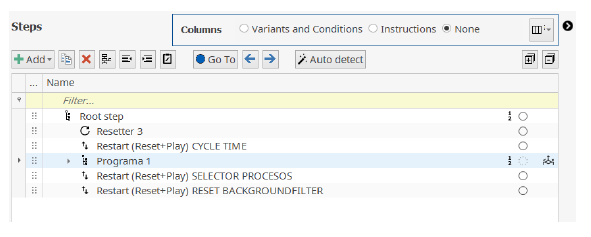 Steps
Columns Variants and Conditions Instructions None
Add Go To Auto detect
... Name
Filter...
Root step
Resetter 3
Restart (Reset+Play) CYCLE TIME
Programa 1
Restart (Reset+Play) SELECTOR PROCESOS
Restart (Reset+Play) RESET BACKGROUNDFILTER